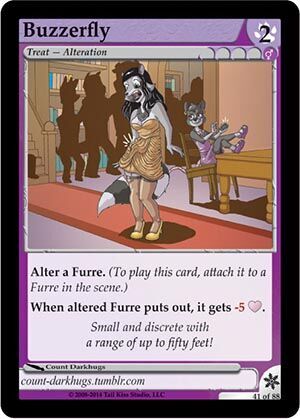 Buzzerfly
2
Treat — Alteration
Alter a Furre. (To play this card, attach it to a
Furre in the scene.)
When altered Furre puts out, it gets -5 .
Small and discrete with
a range of up to fifty feet!
Count Darkhugs
count-darkhugs.tumblr.com
41 of 88
© 2008-2014 Tail Kiss Studio, LLC